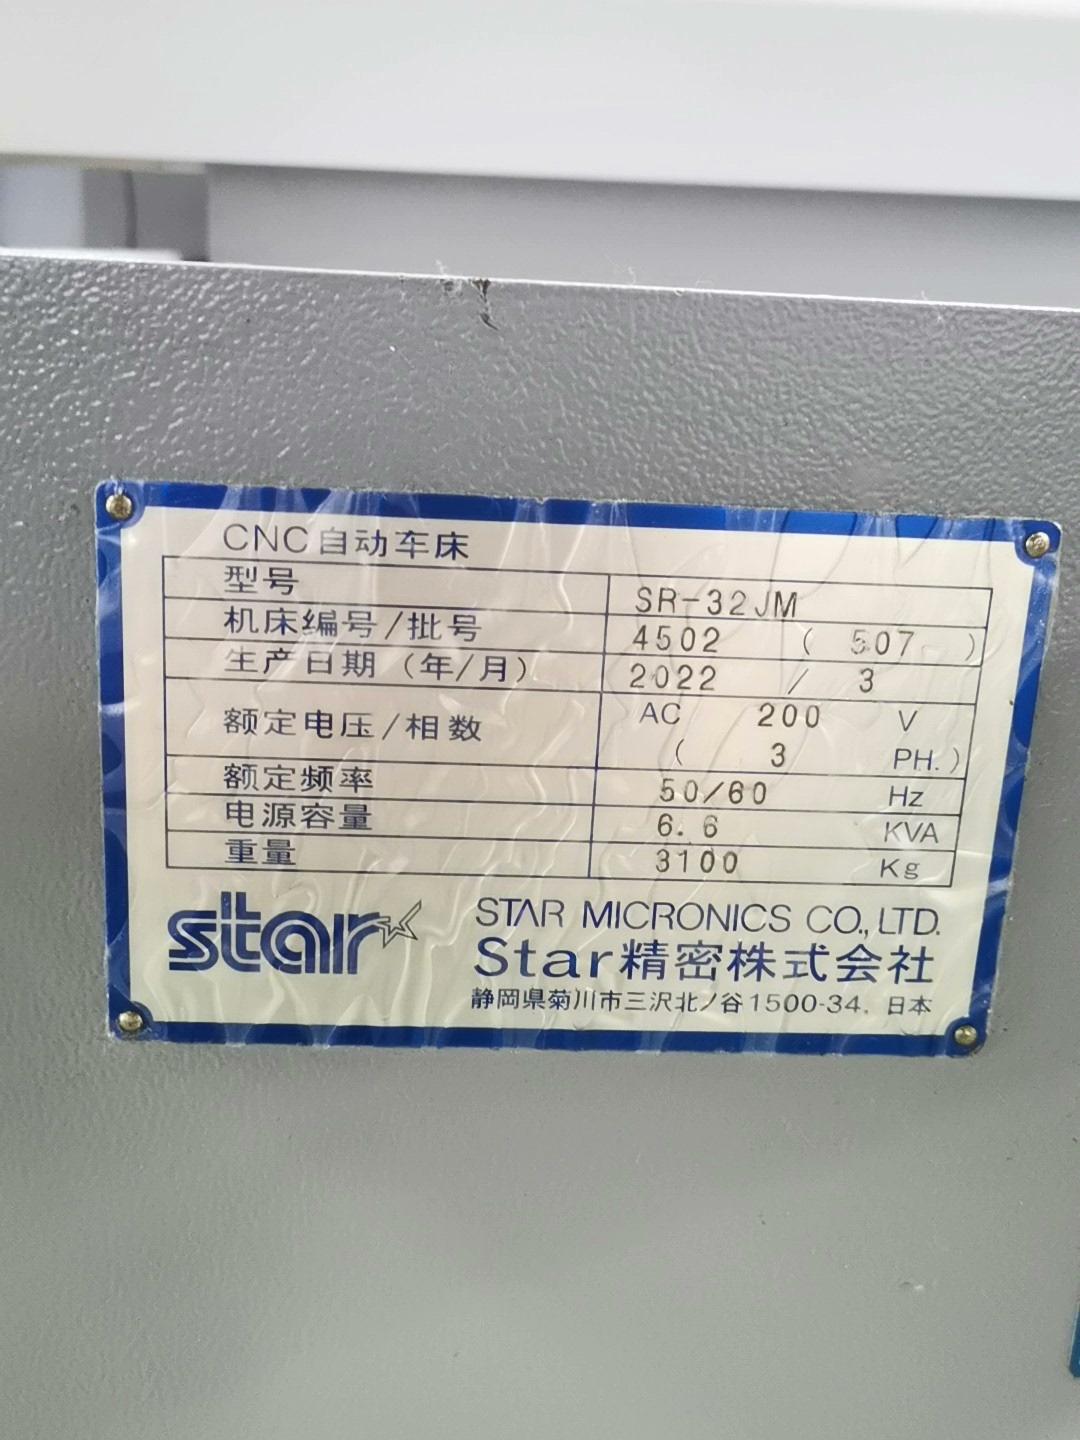 CNC自动车床
型号 SR-32JM
机床编号/批号 4502 ( 507 )
生产日期 (年/月) 2022 / 3
额定电压/相数 AC 200 V
( 3 PH.)
额定频率 50/60 Hz
电源容量 6.6 KVA
重量 3100 Kg
star
STAR MICRONICS CO., LTD.
Star精密株式会社
静岡県菊川市三沢北ノ谷1500-34, 日本